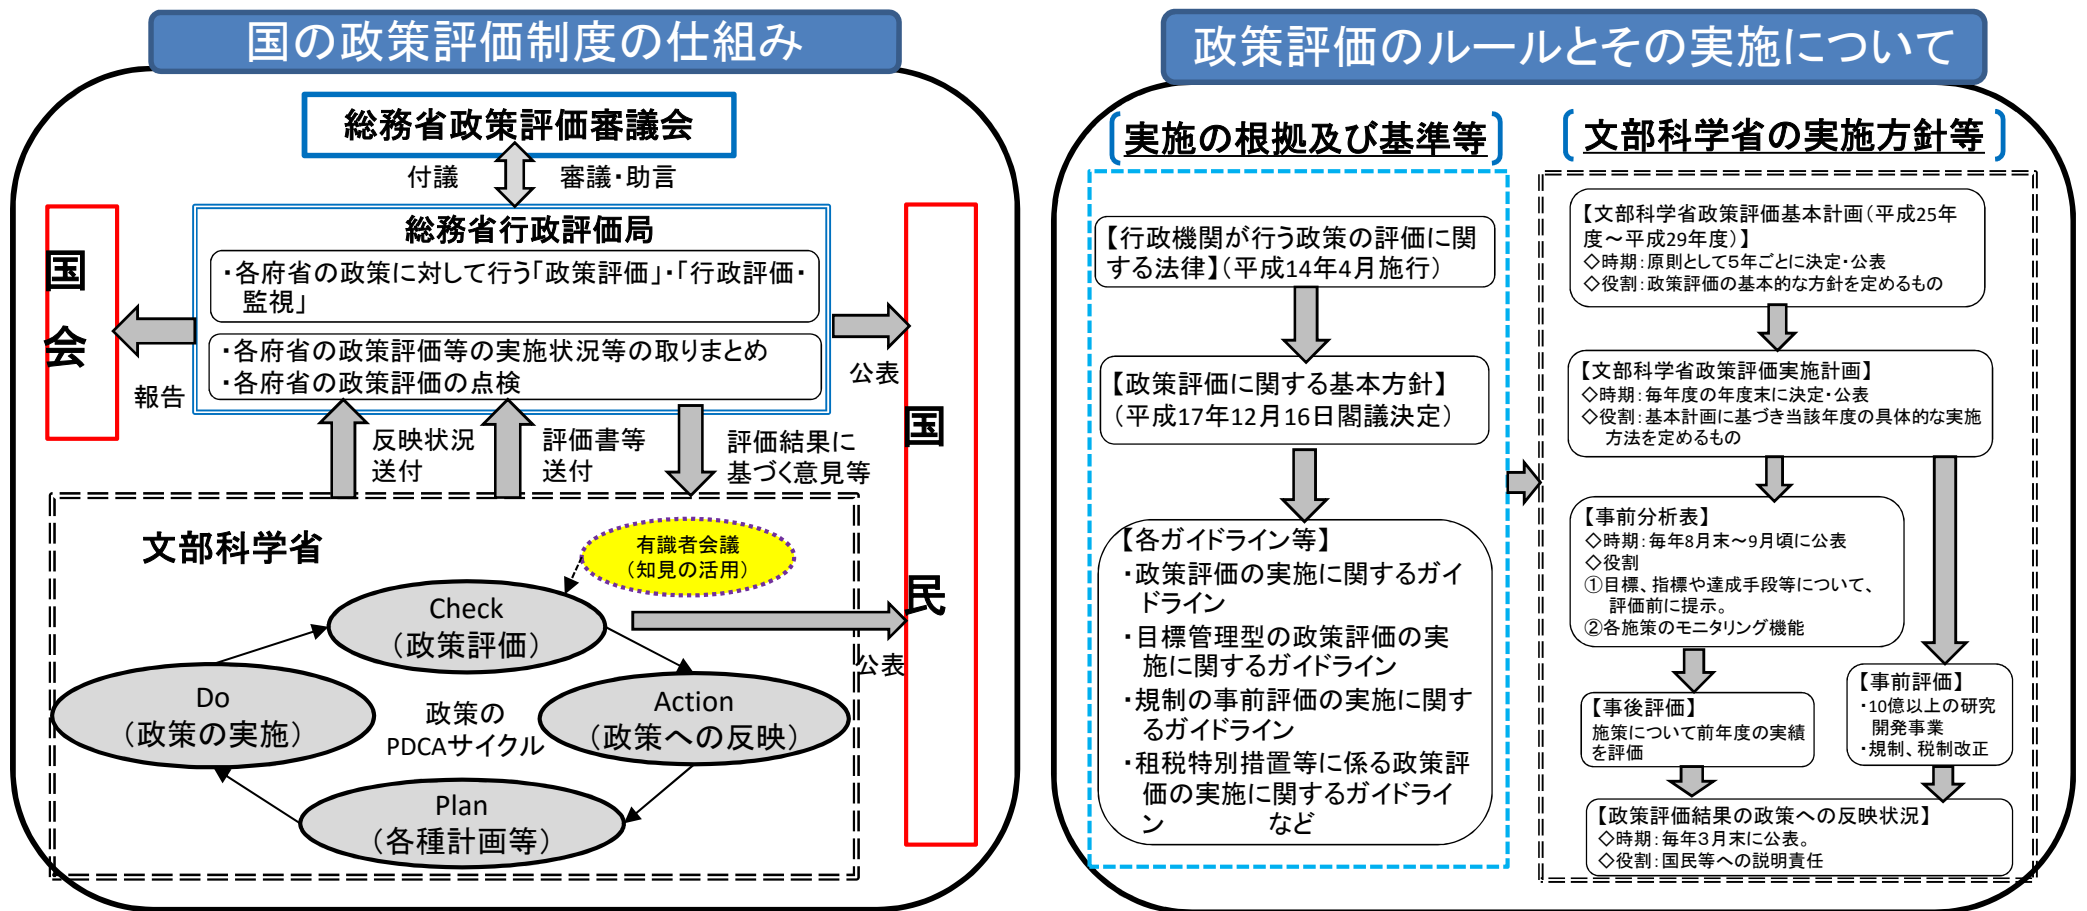 国の政策評価制度の仕組み
総務省政策評価審議会
付議
審議・助言
総務省行政評価局
・各府省の政策に対して行う「政策評価」・「行政評価・
監視」
・各府省の政策評価等の実施状況等の取りまとめ
・各府省の政策評価の点検
国
会
報告
公表
国
民
反映状況
送付
評価書等
送付
評価結果に
基づく意見等
文部科学省
有識者会議
（知見の活用）
Check
（政策評価）
公表
Do
（政策の実施）
政策の
PDCAサイクル
Action
（政策への反映）
Plan
（各種計画等）
政策評価のルールとその実施について
実施の根拠及び基準等
【行政機関が行う政策の評価に関
する法律】（平成14年4月施行）
【政策評価に関する基本方針】
（平成17年12月16日閣議決定）
【各ガイドライン等】
・政策評価の実施に関するガイ
ドライン
・目標管理型の政策評価の実
施に関するガイドライン
・規制の事前評価の実施に関す
るガイドライン
・租税特別措置等に係る政策評
価の実施に関するガイドライ
ン　　　　など
文部科学省の実施方針等
【文部科学省政策評価基本計画（平成25年
度～平成29年度）】
◇時期：原則として５年ごとに決定・公表
◇役割：政策評価の基本的な方針を定めるもの
【文部科学省政策評価実施計画】
◇時期：毎年度の年度末に決定・公表
◇役割：基本計画に基づき当該年度の具体的な実施
方法を定めるもの
【事前分析表】
◇時期：毎年8月末～9月頃に公表
◇役割
①目標、指標や達成手段等について、
評価前に提示。
②各施策のモニタリング機能
【事後評価】
施策について前年度の実績
を評価
【事前評価】
・10億以上の研究
開発事業
・規制、税制改正
【政策評価結果の政策への反映状況】
◇時期：毎年３月末に公表。
◇役割：国民等への説明責任